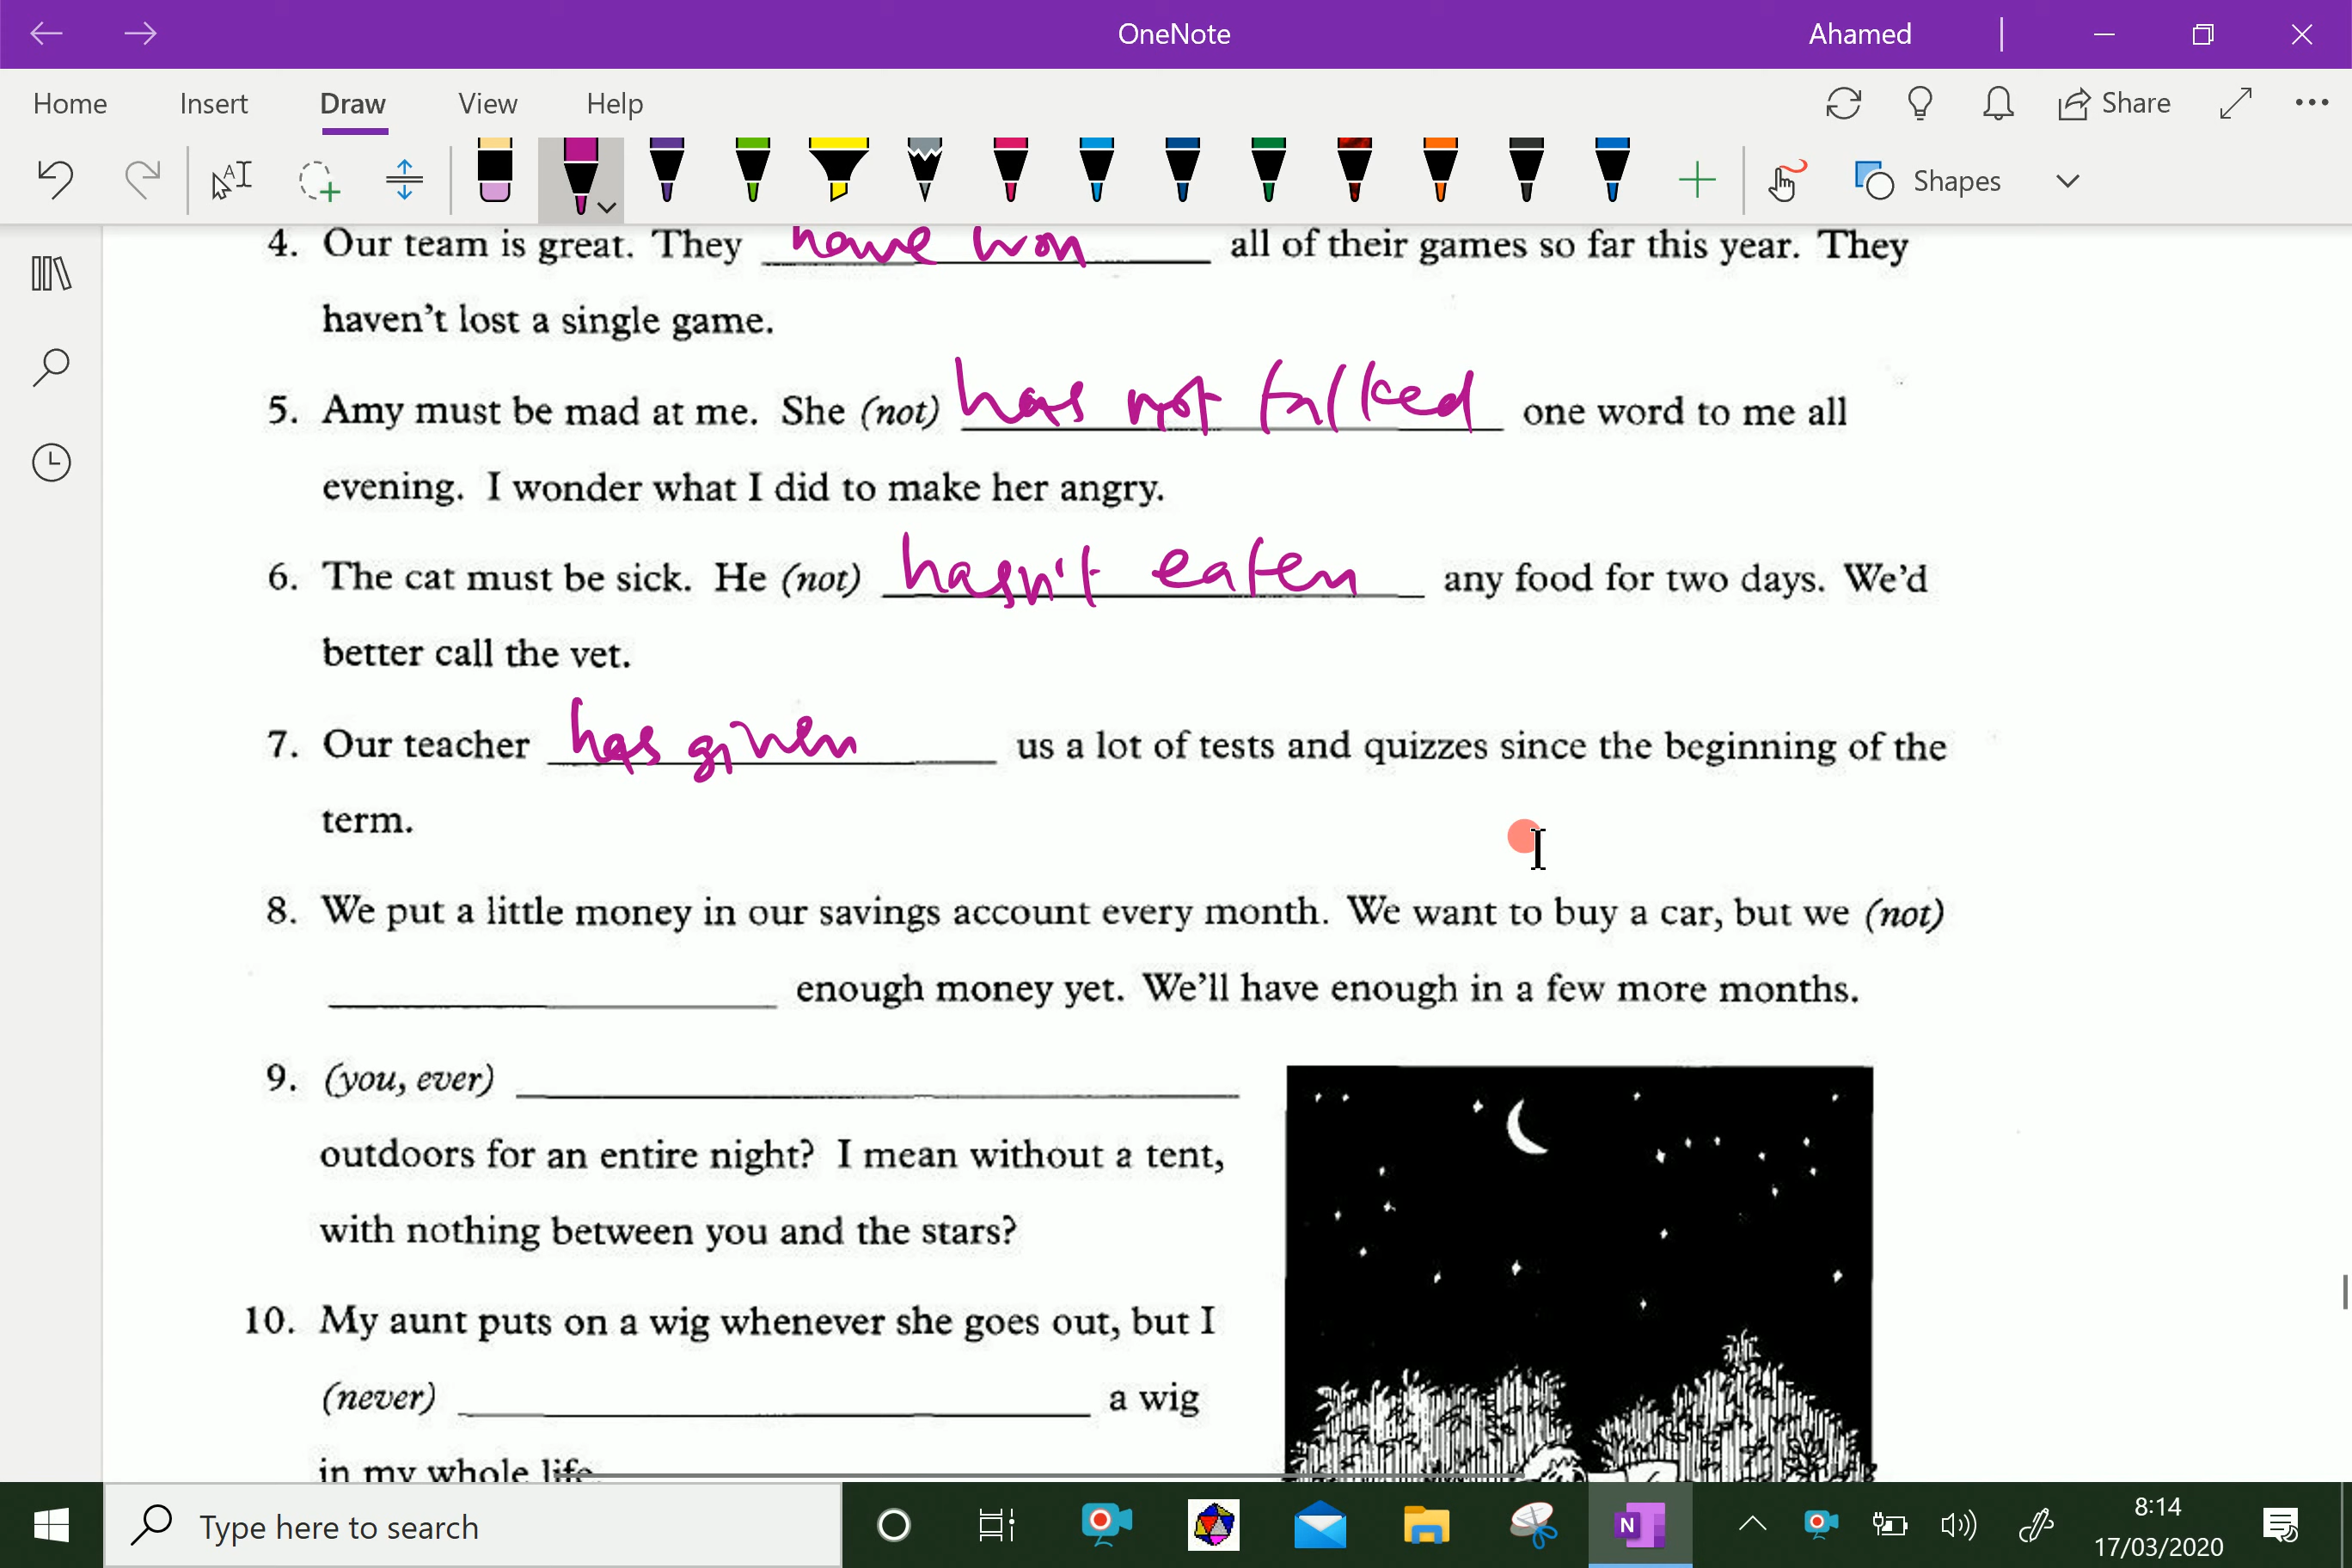 OneNote
Ahamed
Home Insert Draw View Help
Share
Shapes
4. Our team is great. They have won all of their games so far this year. They
haven't lost a single game.
5. Amy must be mad at me. She (not) has not talked one word to me all
evening. I wonder what I did to make her angry.
6. The cat must be sick. He (not) hasn't eaten any food for two days. We'd
better call the vet.
7. Our teacher has given us a lot of tests and quizzes since the beginning of the
term.
8. We put a little money in our savings account every month. We want to buy a car, but we (not)
enough money yet. We'll have enough in a few more months.
9. (you, ever)
outdoors for an entire night? I mean without a tent,
with nothing between you and the stars?
10. My aunt puts on a wig whenever she goes out, but I
(never) a wig
in my whole life.
Type here to search
N
8:14
17/03/2020